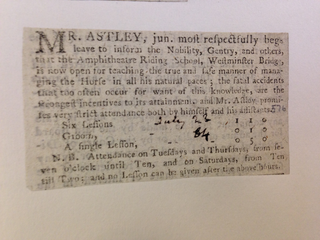 MR. ASTLEY, jun. most respectfully begs
leave to inform the Nobility, Gentry, and others,
that the Amphitheatre Riding School, Westminster Bridge,
is now open for teaching the true and safe manner of mana-
ging the Horse in all his natural paces; the fatal accidents
that too often occur for want of this knowledge, are the
strongest incentives to its attainment, and Mr. Astley promi-
ses very strict attendance both by himself and his assistants.
Six Lessons, July 22
Ditto,
A single Lesson, 0 5 0
N. B. Attendance on Tuesdays and Thursdays, from se-
ven o'clock until Ten, and on Saturdays, from Ten
till Two; and no Lesson can be given after the above hours.